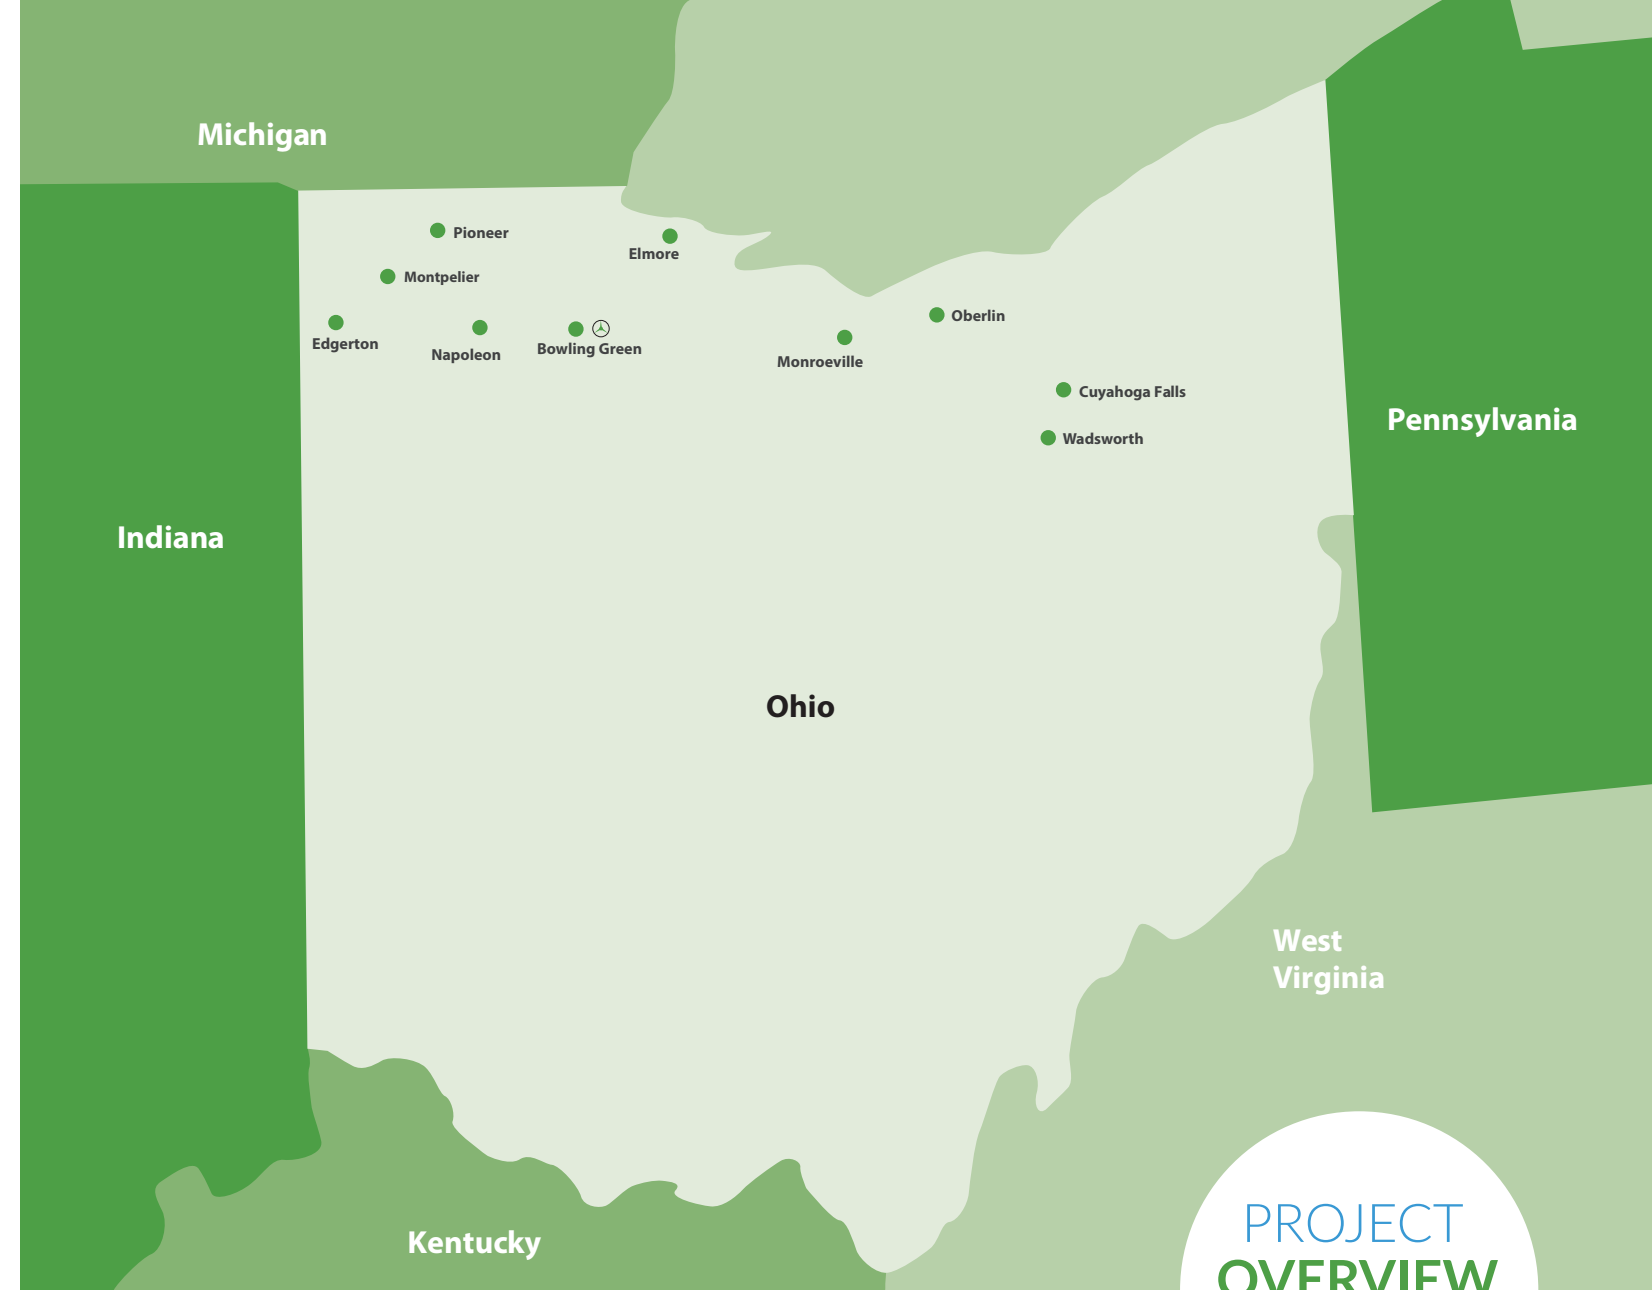 Michigan
Pioneer
Elmore
Montpelier
Oberlin
Edgerton
Napoleon
Bowling Green
Monroeville
Cuyahoga Falls
Pennsylvania
Wadsworth
Indiana
Ohio
West
Virginia
Kentucky
PROJECT
OVERVIEW